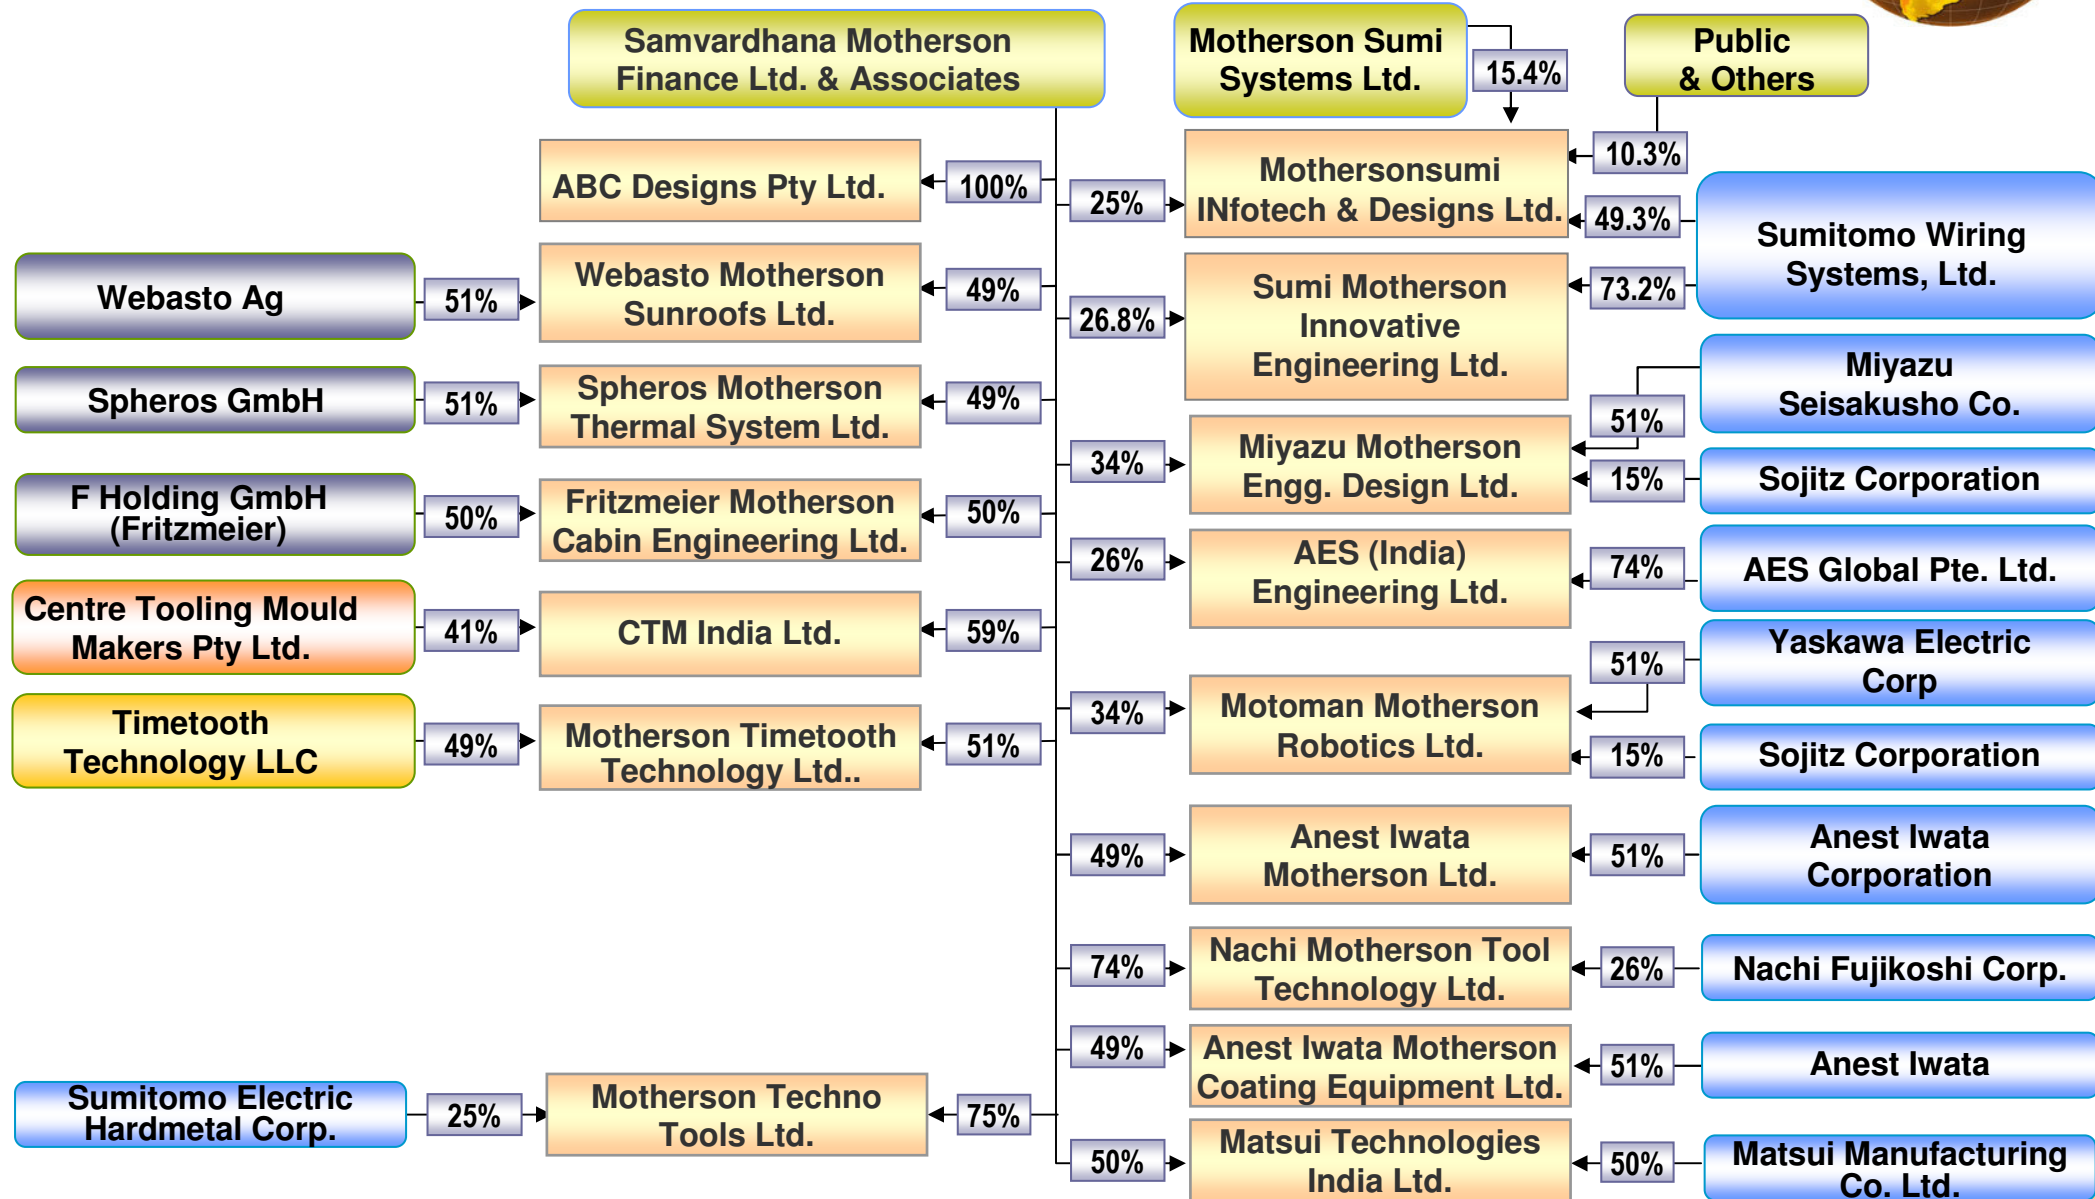 Samvardhana Motherson
Finance Ltd. & Associates
Motherson Sumi
Systems Ltd.
15.4%
Public
& Others
ABC Designs Pty Ltd.
100%
25%
Mothersonsumi
INfotech & Designs Ltd.
10.3%
49.3%
Sumitomo Wiring
Systems, Ltd.
Webasto Ag
51%
Webasto Motherson
Sunroofs Ltd.
49%
26.8%
Sumi Motherson
Innovative
Engineering Ltd.
73.2%
Spheros GmbH
51%
Spheros Motherson
Thermal System Ltd.
49%
Miyazu
Seisakusho Co.
51%
34%
Miyazu Motherson
Engg. Design Ltd.
15%
Sojitz Corporation
F Holding GmbH
(Fritzmeier)
50%
Fritzmeier Motherson
Cabin Engineering Ltd.
50%
26%
AES (India)
Engineering Ltd.
74%
AES Global Pte. Ltd.
Centre Tooling Mould
Makers Pty Ltd.
41%
CTM India Ltd.
59%
51%
Yaskawa Electric
Corp
Timetooth
Technology LLC
49%
Motherson Timetooth
Technology Ltd..
51%
34%
Motoman Motherson
Robotics Ltd.
15%
Sojitz Corporation
49%
Anest Iwata
Motherson Ltd.
51%
Anest Iwata
Corporation
74%
Nachi Motherson Tool
Technology Ltd.
26%
Nachi Fujikoshi Corp.
49%
Anest Iwata Motherson
Coating Equipment Ltd.
51%
Anest Iwata
Sumitomo Electric
Hardmetal Corp.
25%
Motherson Techno
Tools Ltd.
75%
50%
Matsui Technologies
India Ltd.
50%
Matsui Manufacturing
Co. Ltd.